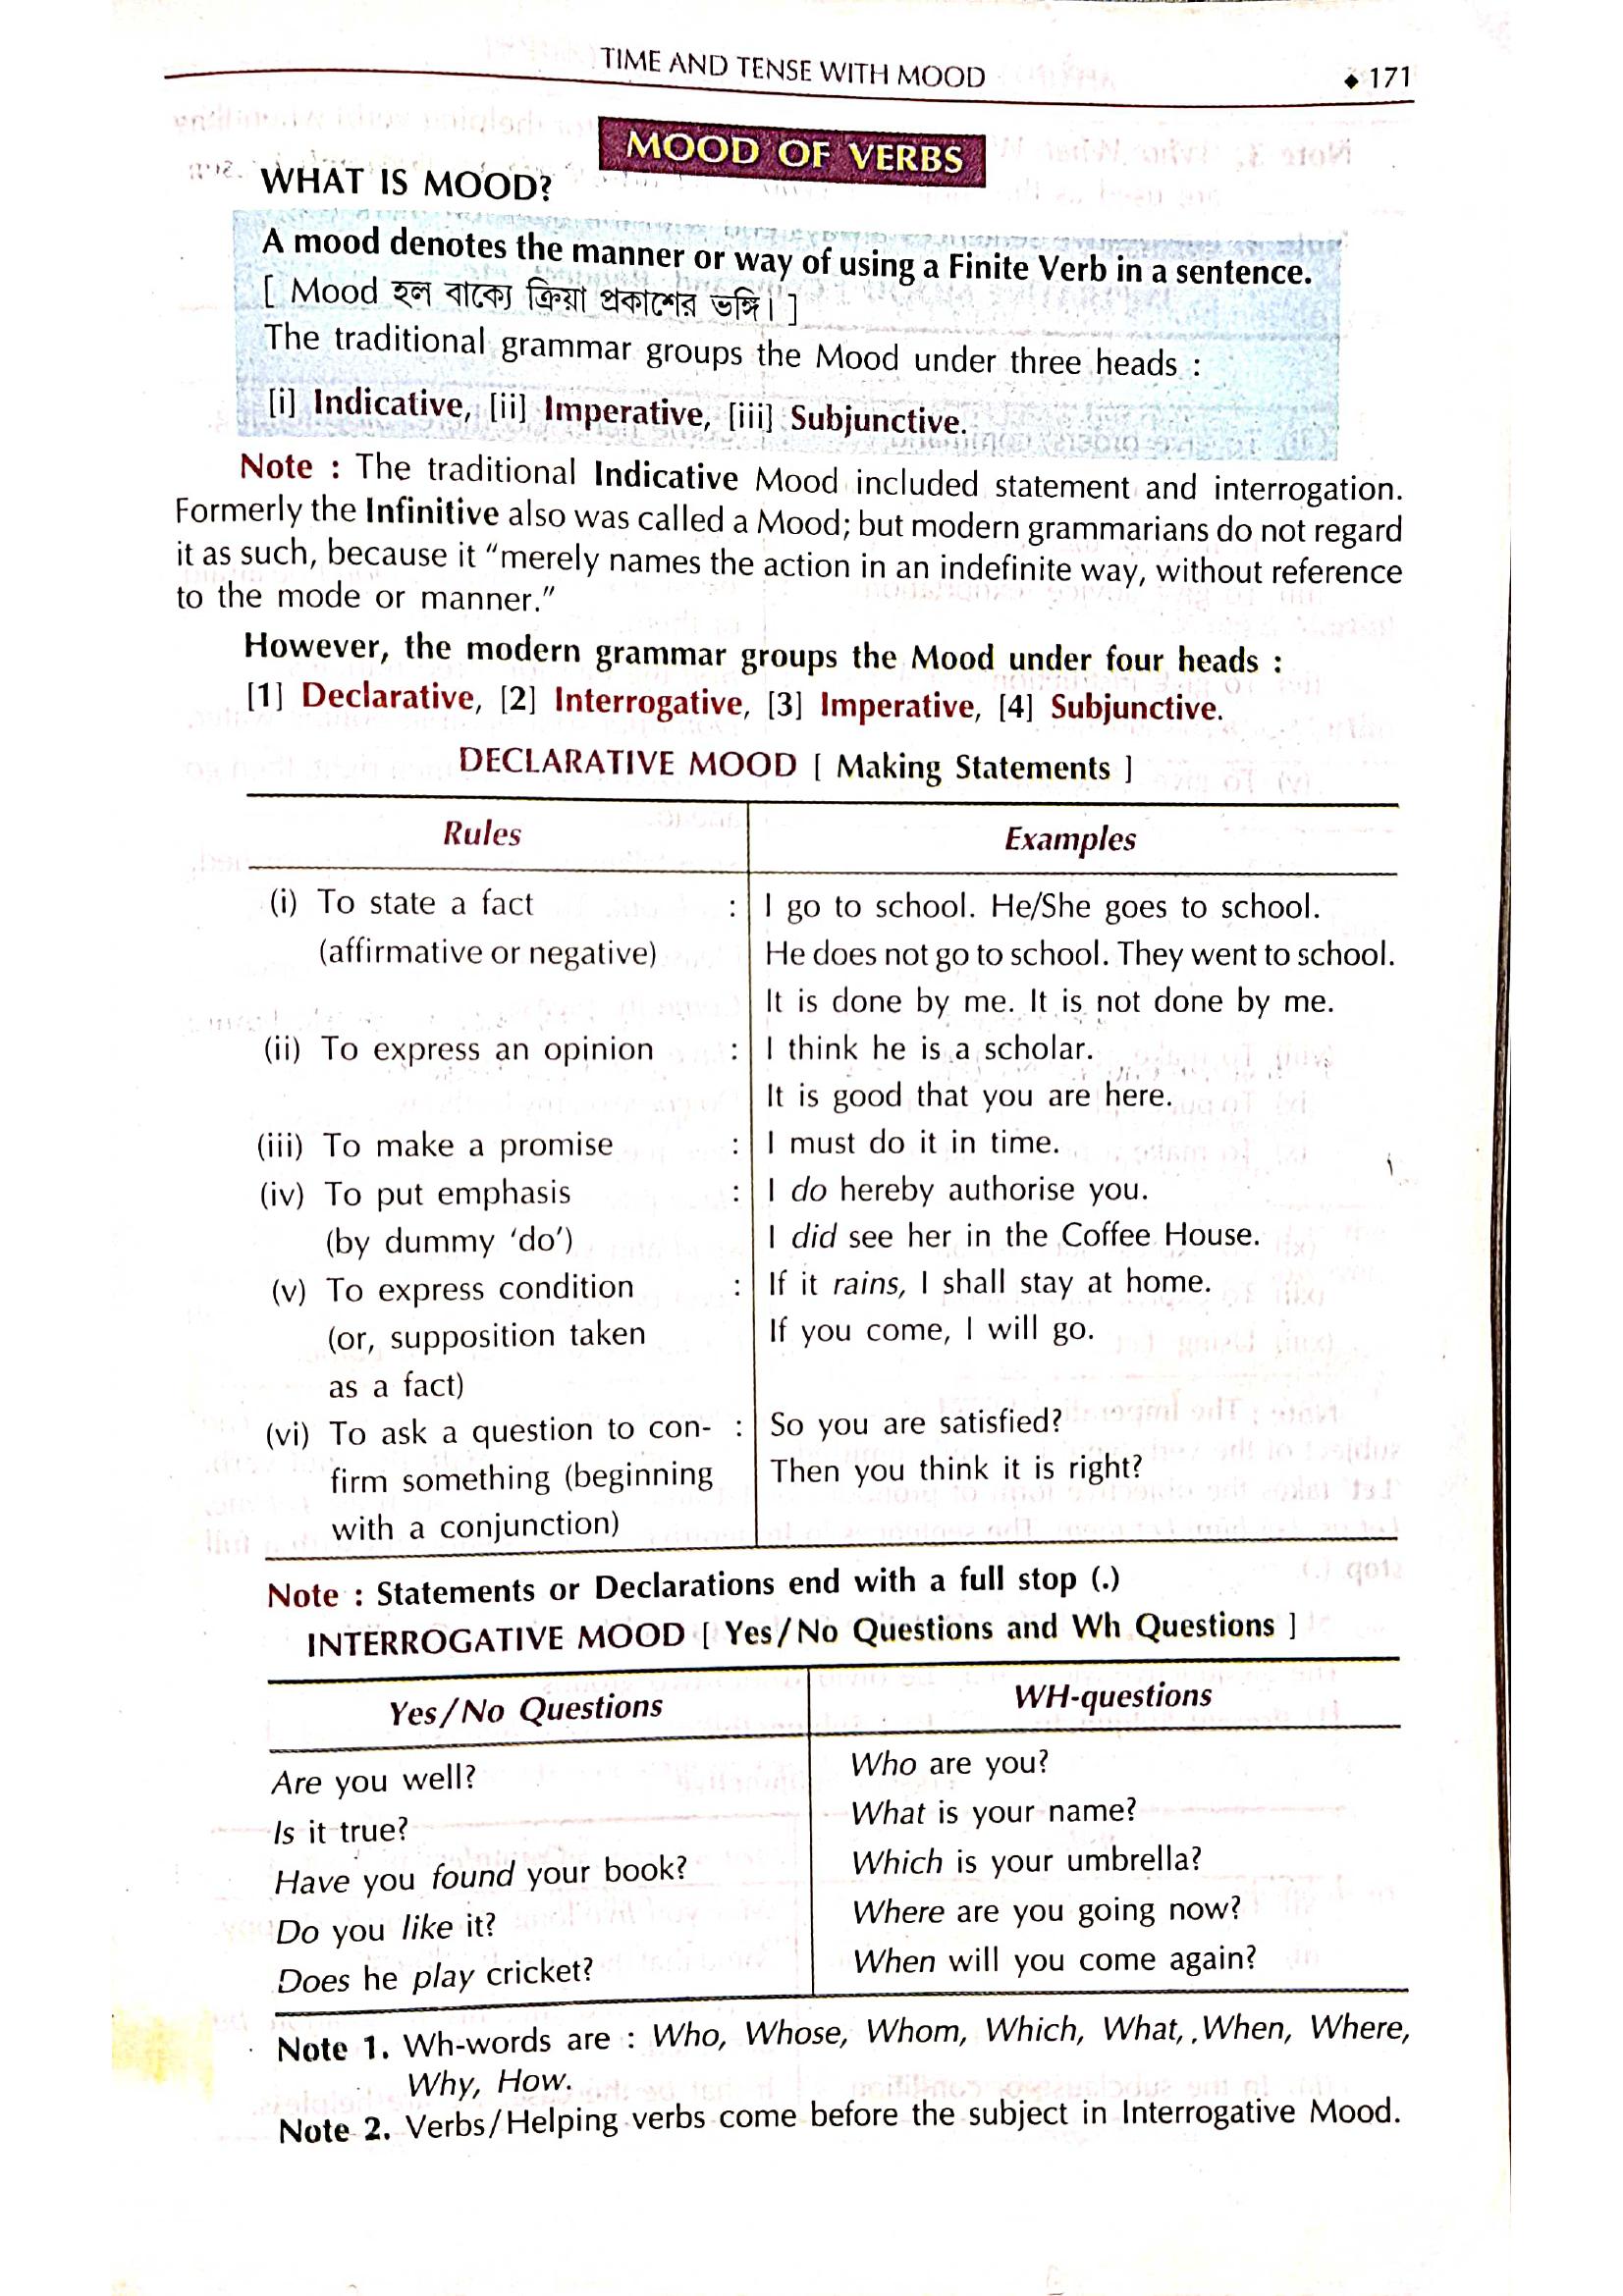 TIME AND TENSE WITH MOOD
◆ 171
MOOD OF VERBS
WHAT IS MOOD?
A mood denotes the manner or way of using a Finite Verb in a sentence.
[ Mood হল বাক্যে ক্রিয়া প্রকাশের ভঙ্গি। ]
The traditional grammar groups the Mood under three heads :
[i] Indicative, [ii] Imperative, [iii] Subjunctive.
Note : The traditional Indicative Mood included statement and interrogation.
Formerly the Infinitive also was called a Mood; but modern grammarians do not regard
it as such, because it “merely names the action in an indefinite way, without reference
to the mode or manner.”
However, the modern grammar groups the Mood under four heads :
[1] Declarative, [2] Interrogative, [3] Imperative, [4] Subjunctive.
DECLARATIVE MOOD [ Making Statements ]
Rules Examples
(i) To state a fact : I go to school. He/She goes to school.
(affirmative or negative) He does not go to school. They went to school.
It is done by me. It is not done by me.
(ii) To express an opinion : I think he is a scholar.
It is good that you are here.
(iii) To make a promise : I must do it in time.
(iv) To put emphasis : I do hereby authorise you.
(by dummy ‘do’) I did see her in the Coffee House.
(v) To express condition : If it rains, I shall stay at home.
(or, supposition taken If you come, I will go.
as a fact)
(vi) To ask a question to con- : So you are satisfied?
firm something (beginning Then you think it is right?
with a conjunction)
Note : Statements or Declarations end with a full stop (.)
INTERROGATIVE MOOD [ Yes/No Questions and Wh Questions ]
Yes/No Questions WH-questions
Are you well? Who are you?
Is it true? What is your name?
Have you found your book? Which is your umbrella?
Do you like it? Where are you going now?
Does he play cricket? When will you come again?
Note 1. Wh-words are : Who, Whose, Whom, Which, What, When, Where,
Why, How.
Note 2. Verbs/Helping verbs come before the subject in Interrogative Mood.